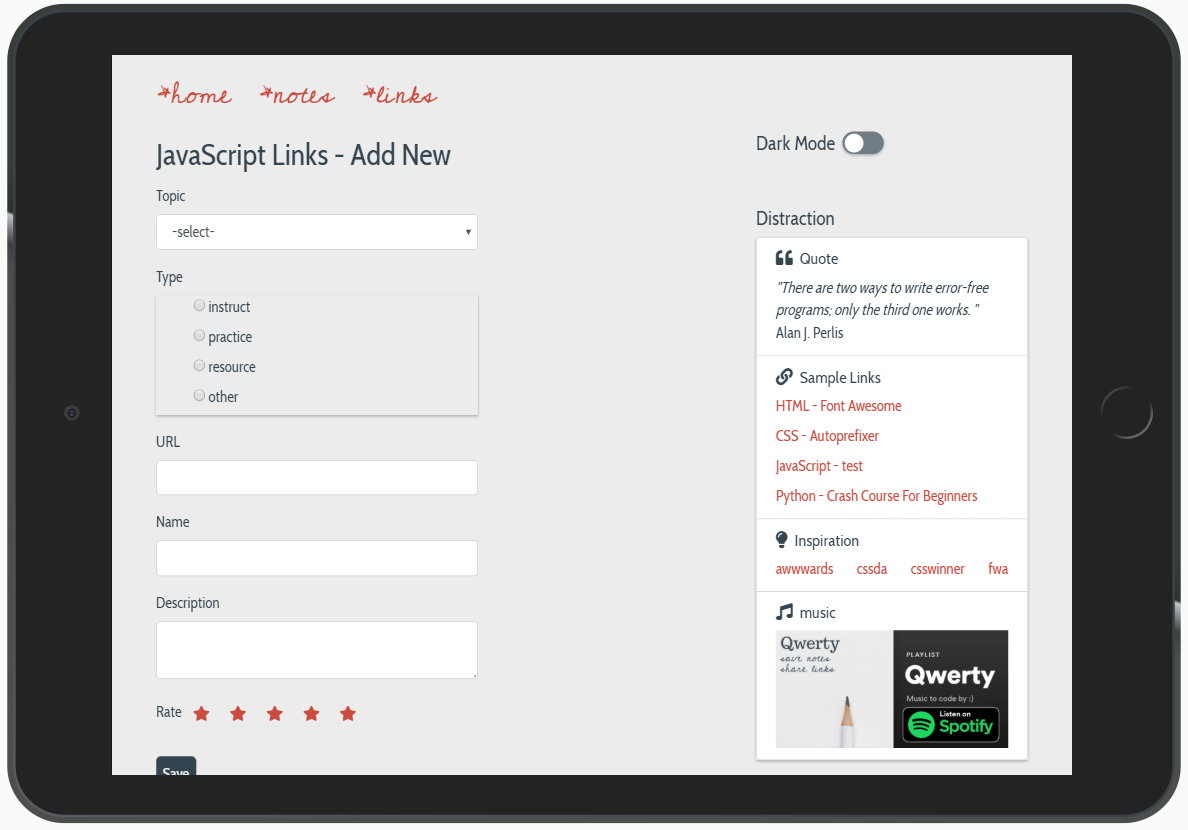 *home *notes *links
JavaScript Links - Add New
Topic
-select-
Type
instruct
practice
resource
other
URL
Name
Description
Rate
Save
Dark Mode
Distraction
Quote
"There are two ways to write error-free
programs; only the third one works. "
Alan J. Perlis
Sample Links
HTML - Font Awesome
CSS - Autoprefixer
JavaScript - test
Python - Crash Course For Beginners
Inspiration
awwwards cssda csswinner fwa
music
Qwerty
save notes
share links
PLAYLIST
Qwerty
Music to code by :)
Listen on
Spotify